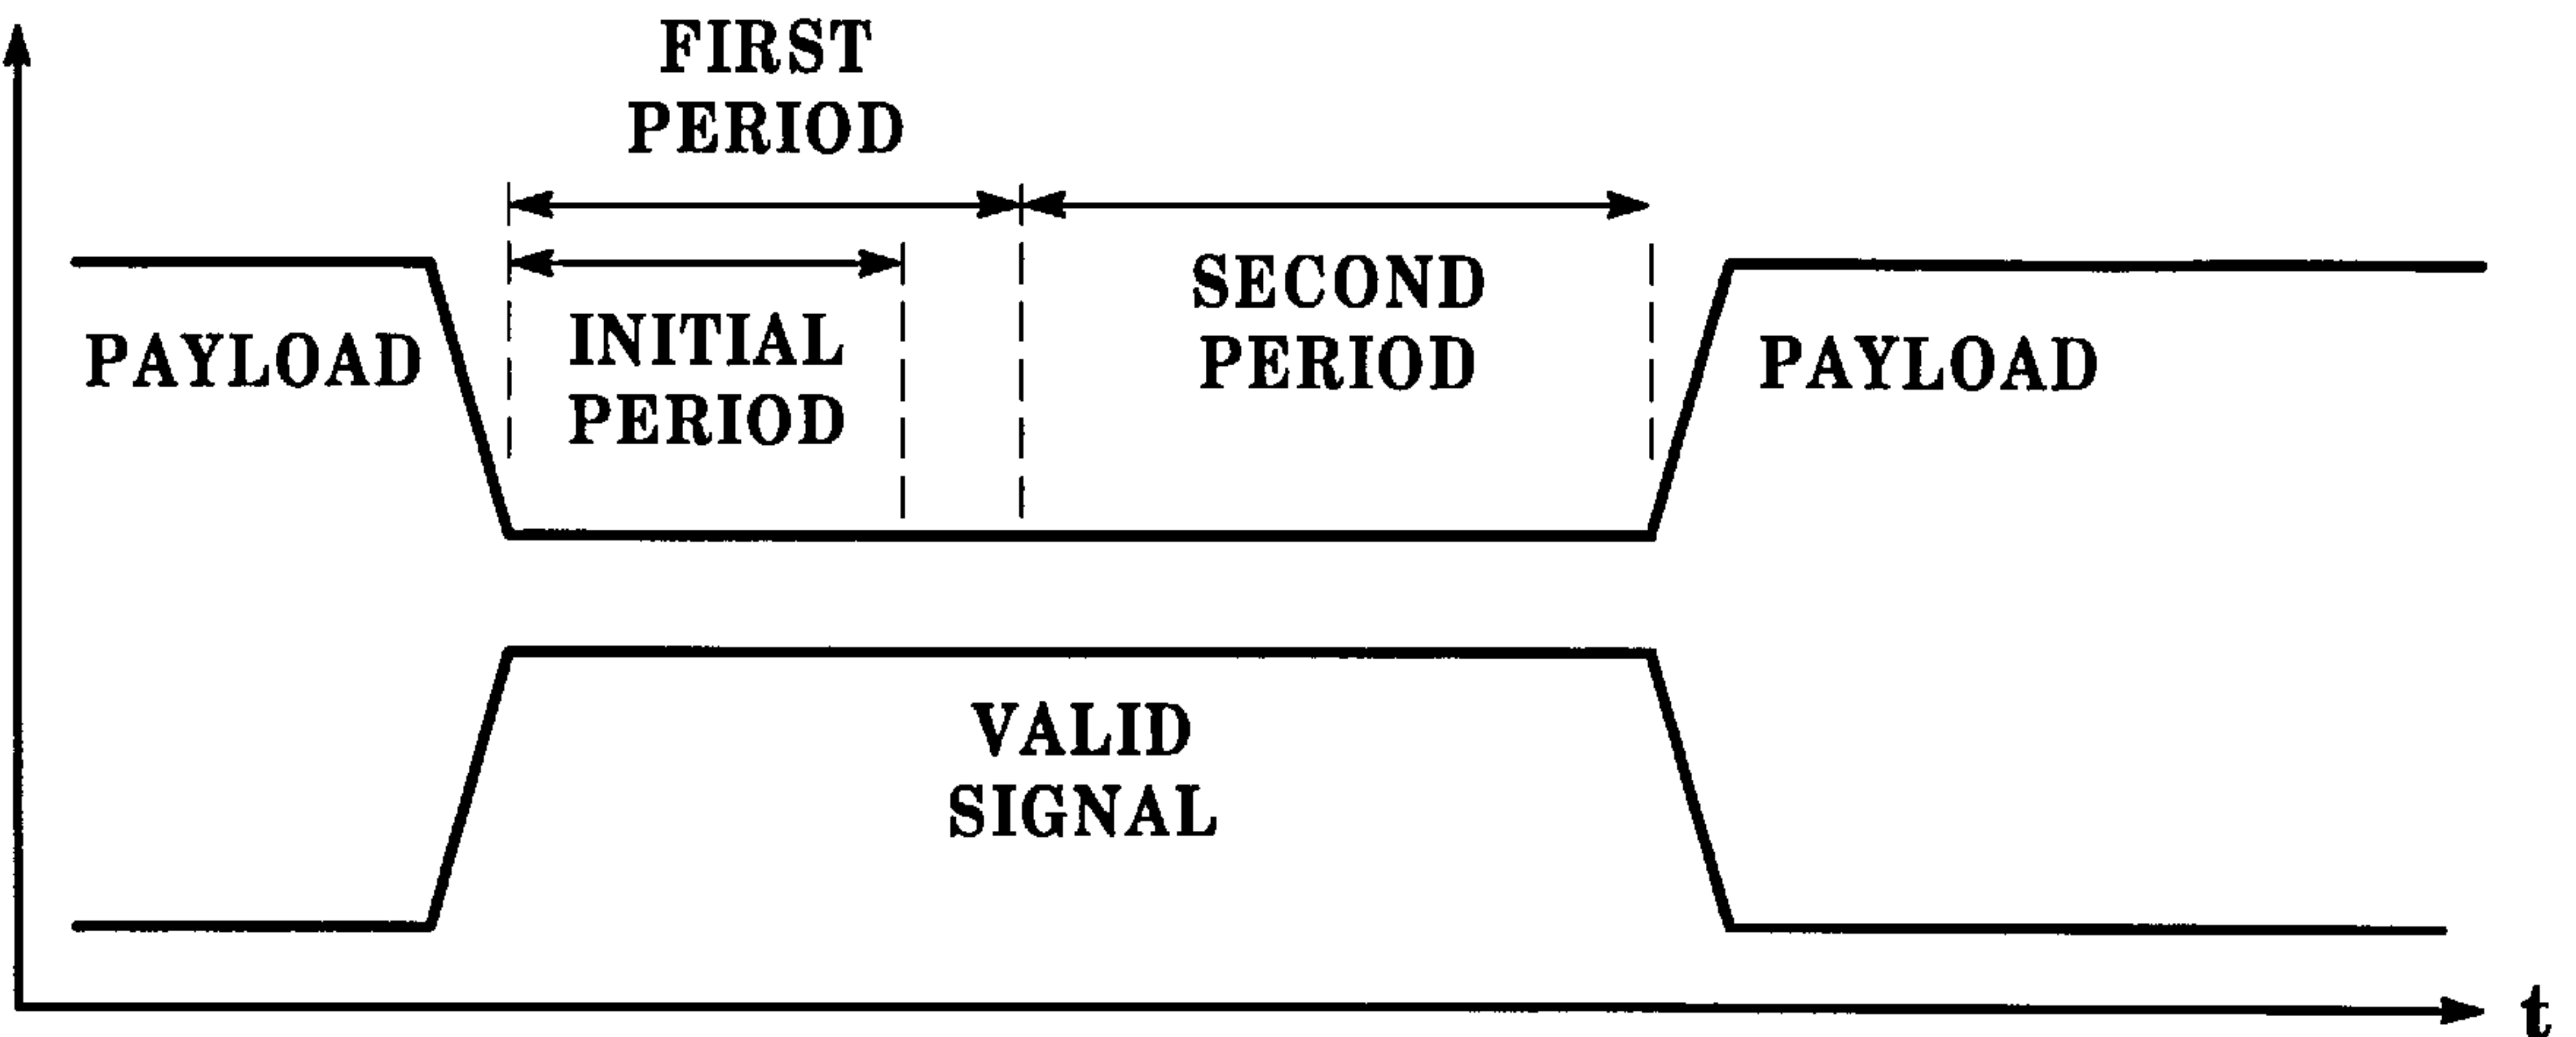 FIRST
PERIOD
PAYLOAD
INITIAL
PERIOD
SECOND
PERIOD
PAYLOAD
VALID
SIGNAL
t